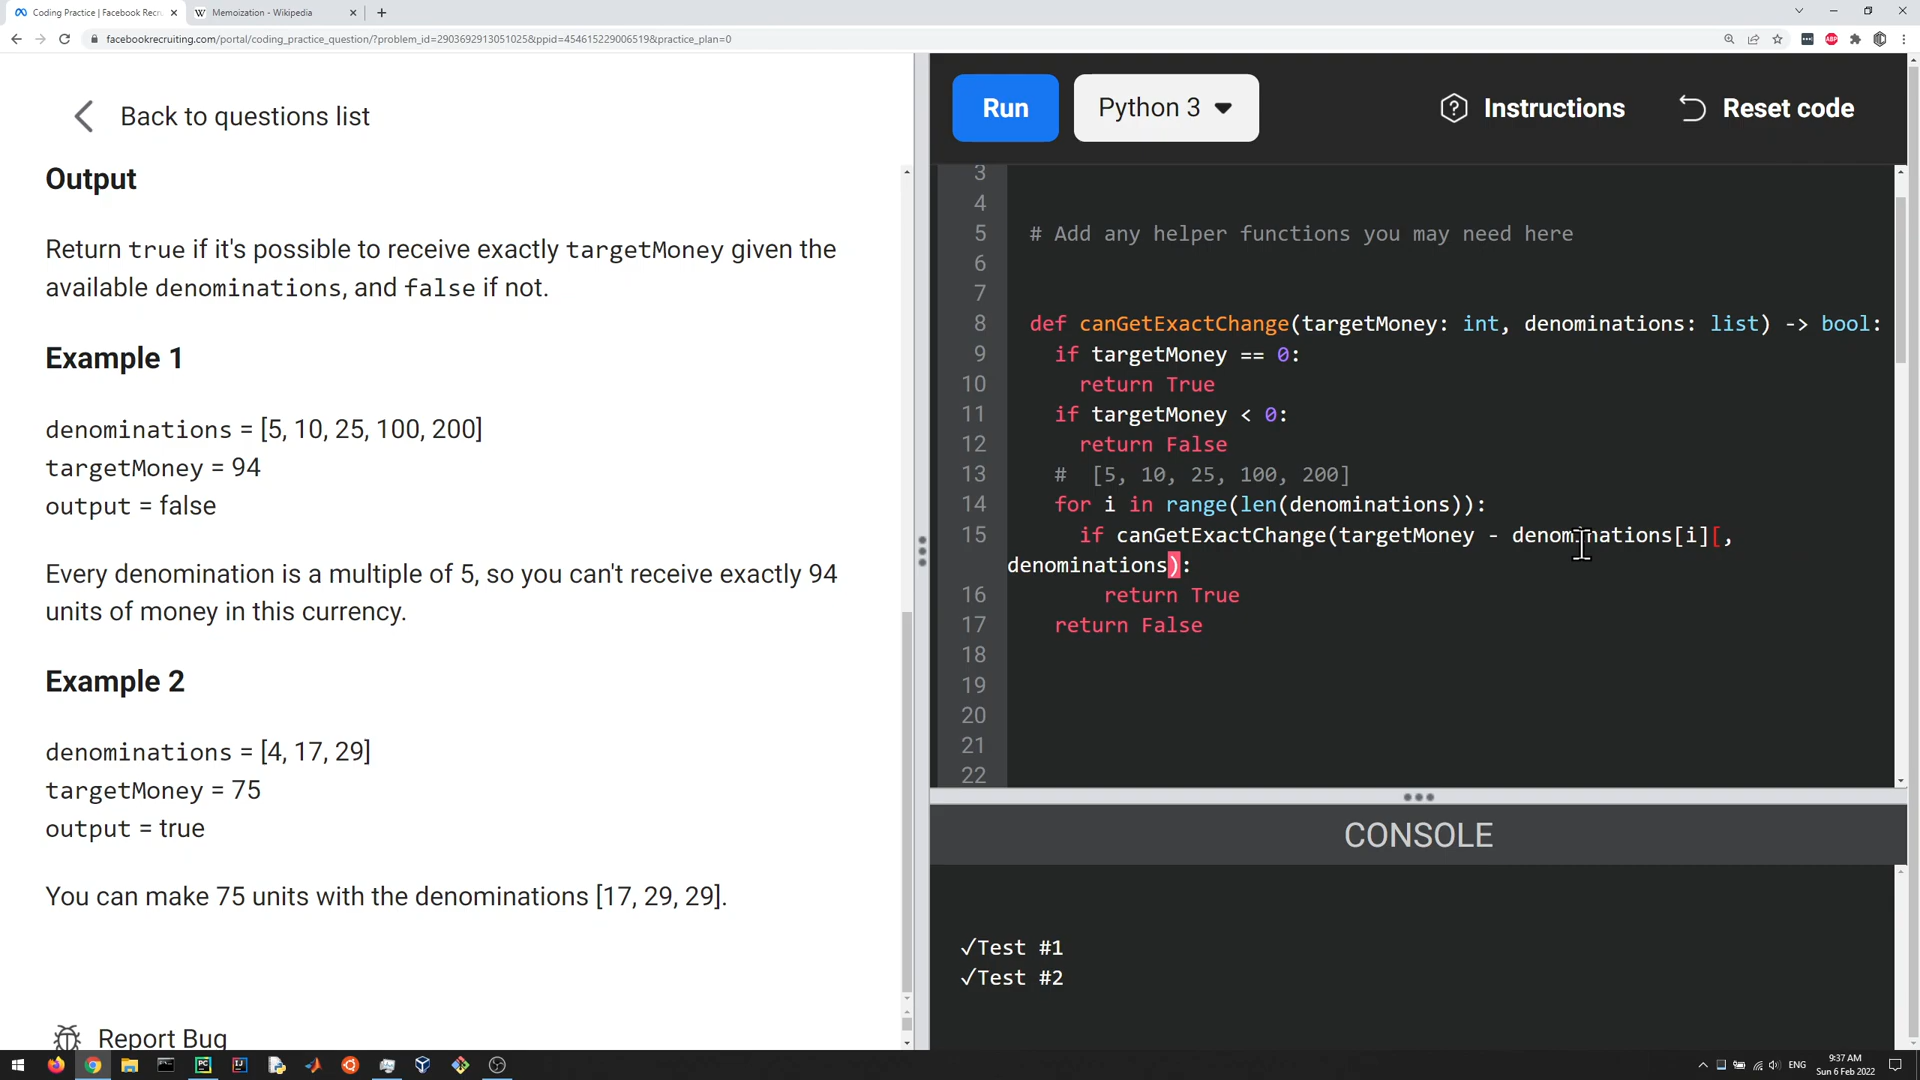 Coding Practice | Facebook Recru
Memoization - Wikipedia
facebookrecruiting.com/portal/coding_practice_question/?problem_id=2903692913051025&ppid=454615229006519&practice_plan=0
ABP
Back to questions list
Output
Return true if it's possible to receive exactly targetMoney given the
available denominations, and false if not.
Example 1
denominations = [5, 10, 25, 100, 200]
targetMoney = 94
output = false
Every denomination is a multiple of 5, so you can't receive exactly 94
units of money in this currency.
Example 2
denominations = [4, 17, 29]
targetMoney = 75
output = true
You can make 75 units with the denominations [17, 29, 29].
Report Bug
Run
Python 3
Instructions
Reset code
3
4
5 # Add any helper functions you may need here
6
7
8 def canGetExactChange(targetMoney: int, denominations: list) -> bool:
9 if targetMoney == 0:
10 return True
11 if targetMoney < 0:
12 return False
13 # [5, 10, 25, 100, 200]
14 for i in range(len(denominations)):
15 if canGetExactChange(targetMoney - denominations[i][,
denominations):
16 return True
17 return False
18
19
20
21
22
CONSOLE
√Test #1
√Test #2
ENG
9:37 AM
Sun 6 Feb 2022